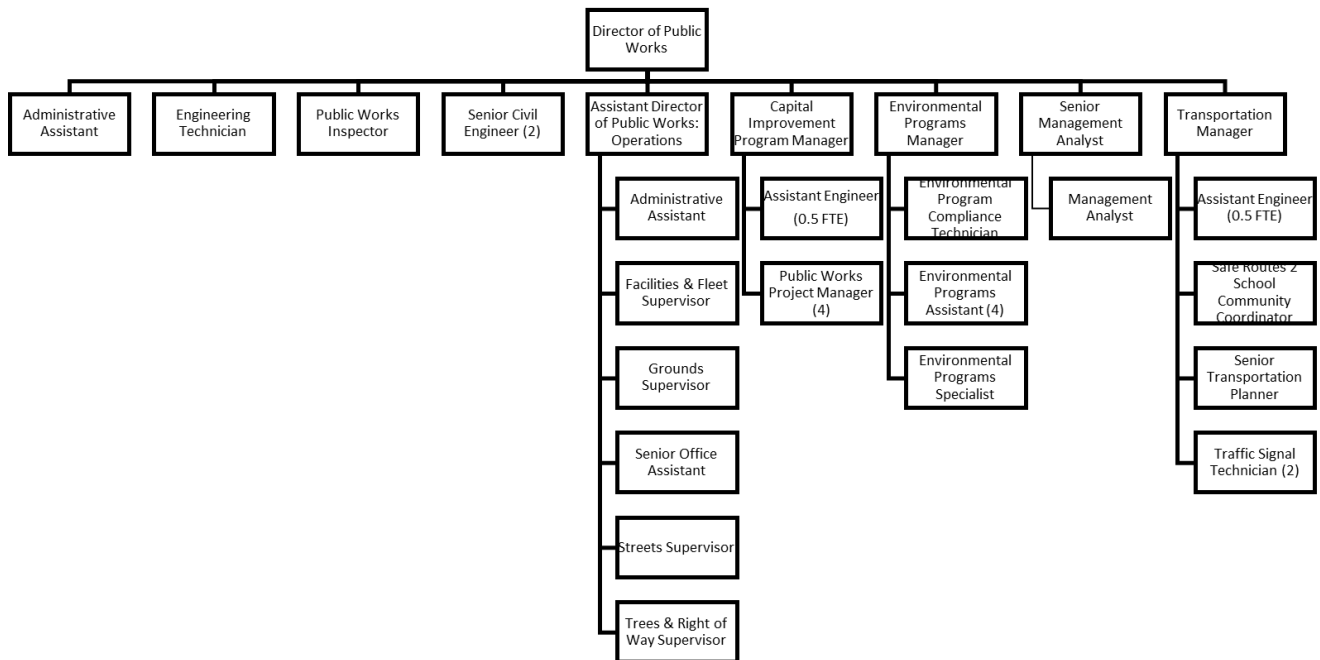 Director of Public
Works
Administrative
Assistant
Engineering
Technician
Public Works
Inspector
Senior Civil
Engineer (2)
Assistant Director
of Public Works:
Operations
Capital
Improvement
Program Manager
Environmental
Programs
Manager
Senior
Management
Analyst
Transportation
Manager
Administrative
Assistant
Facilities & Fleet
Supervisor
Grounds
Supervisor
Senior Office
Assistant
Streets Supervisor
Trees & Right of
Way Supervisor
Assistant Engineer
(0.5 FTE)
Public Works
Project Manager
(4)
Environmental
Program
Compliance
Technician
Environmental
Programs
Assistant (4)
Environmental
Programs
Specialist
Management
Analyst
Assistant Engineer
(0.5 FTE)
Safe Routes 2
School
Community
Coordinator
Senior
Transportation
Planner
Traffic Signal
Technician (2)